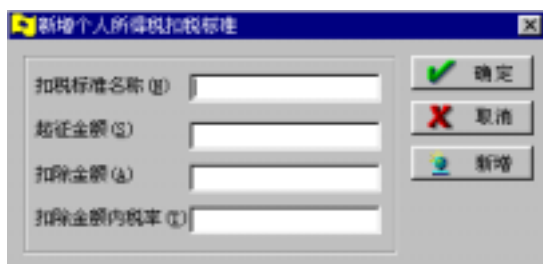 新增个人所得税扣税标准
扣税标准名称(N)
起征金额(S)
扣除金额(A)
扣除金额内税率(T)
确定
取消
新增